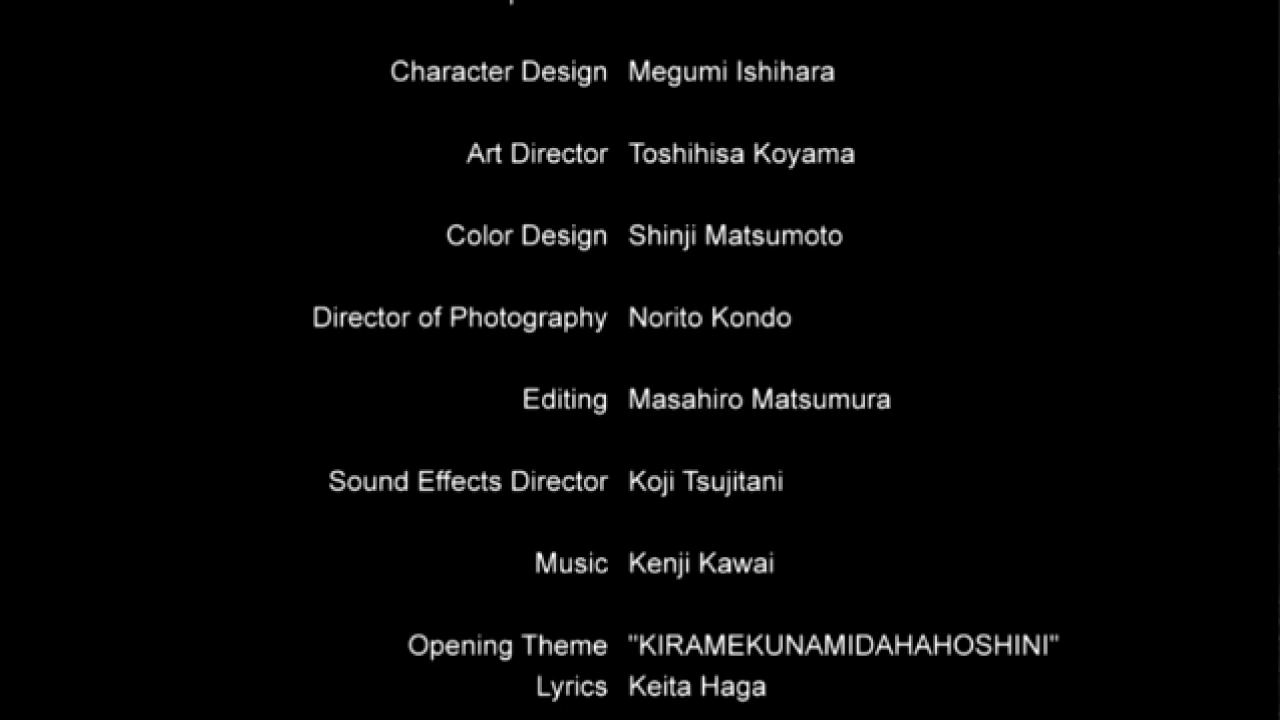 Character Design Megumi Ishihara
Art Director Toshihisa Koyama
Color Design Shinji Matsumoto
Director of Photography Norito Kondo
Editing Masahiro Matsumura
Sound Effects Director Koji Tsujitani
Music Kenji Kawai
Opening Theme "KIRAMEKUNAMIDAHAHOSHINI"
Lyrics Keita Haga